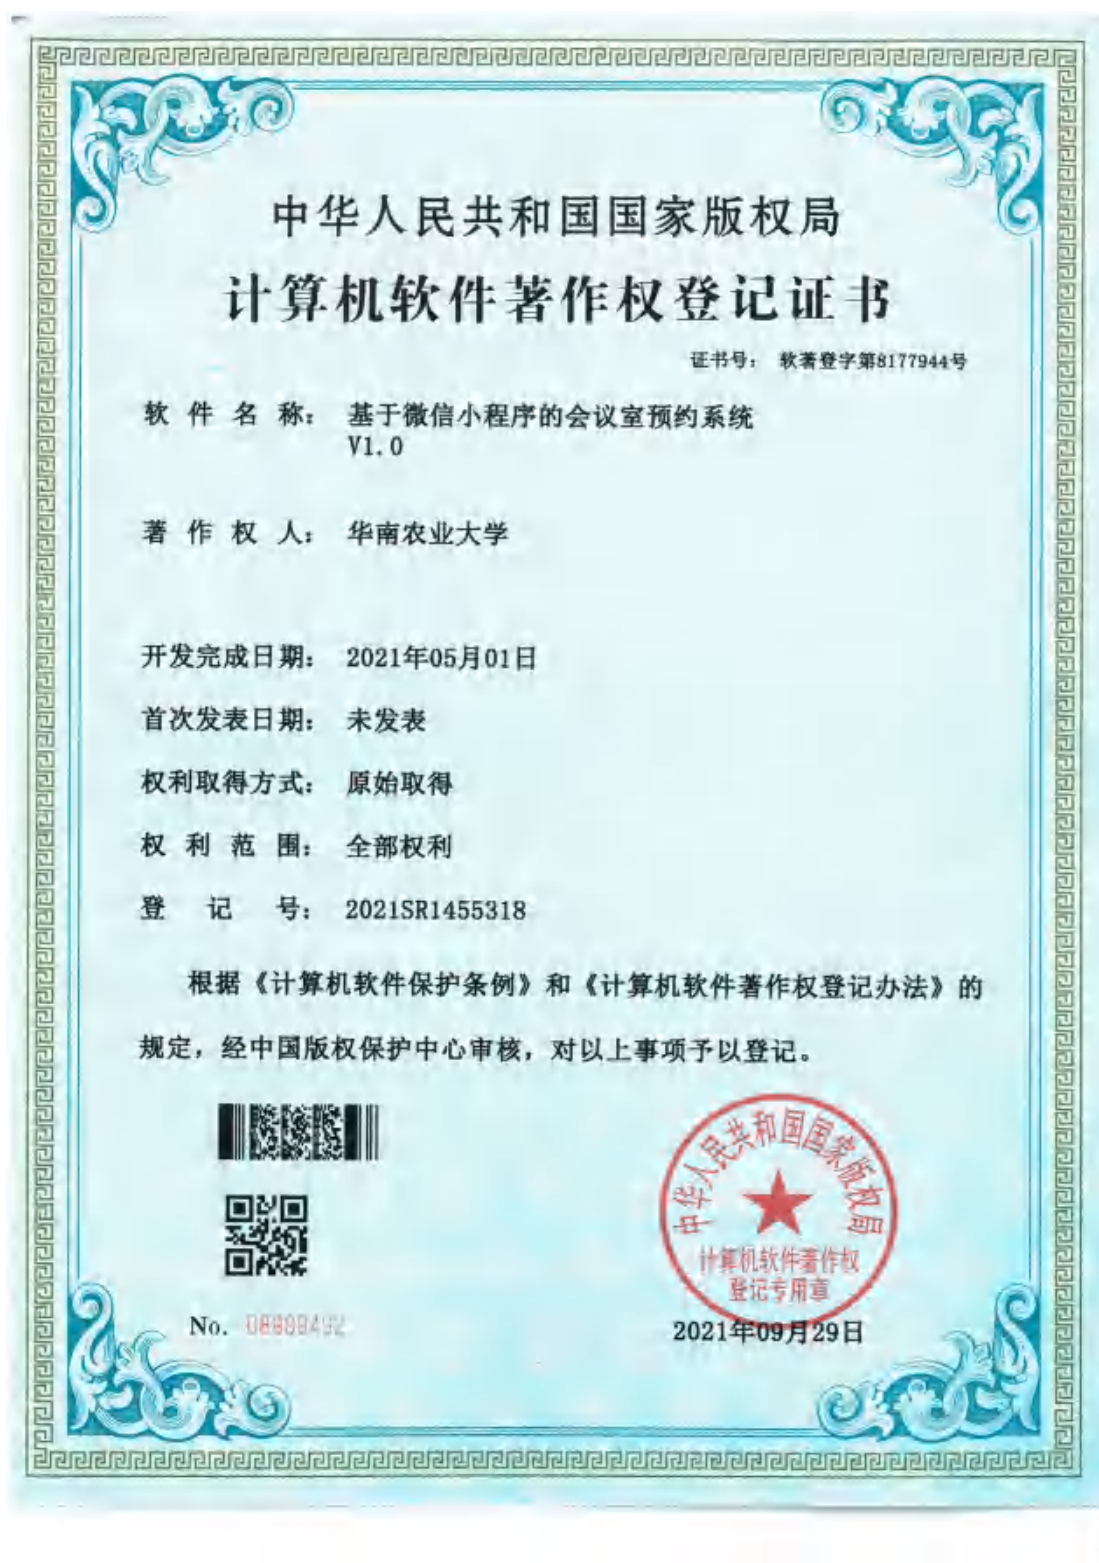 中华人民共和国国家版权局
计算机软件著作权登记证书
证书号： 软著登字第8177944号
软件名称： 基于微信小程序的会议室预约系统
V1.0
著作权人： 华南农业大学
开发完成日期： 2021年05月01日
首次发表日期： 未发表
权利取得方式： 原始取得
权利范围： 全部权利
登记号： 2021SR1455318
根据《计算机软件保护条例》和《计算机软件著作权登记办法》的
规定，经中国版权保护中心审核，对以上事项予以登记。
中华人民共和国国家版权局
计算机软件著作权
登记专用章
No.
2021年09月29日